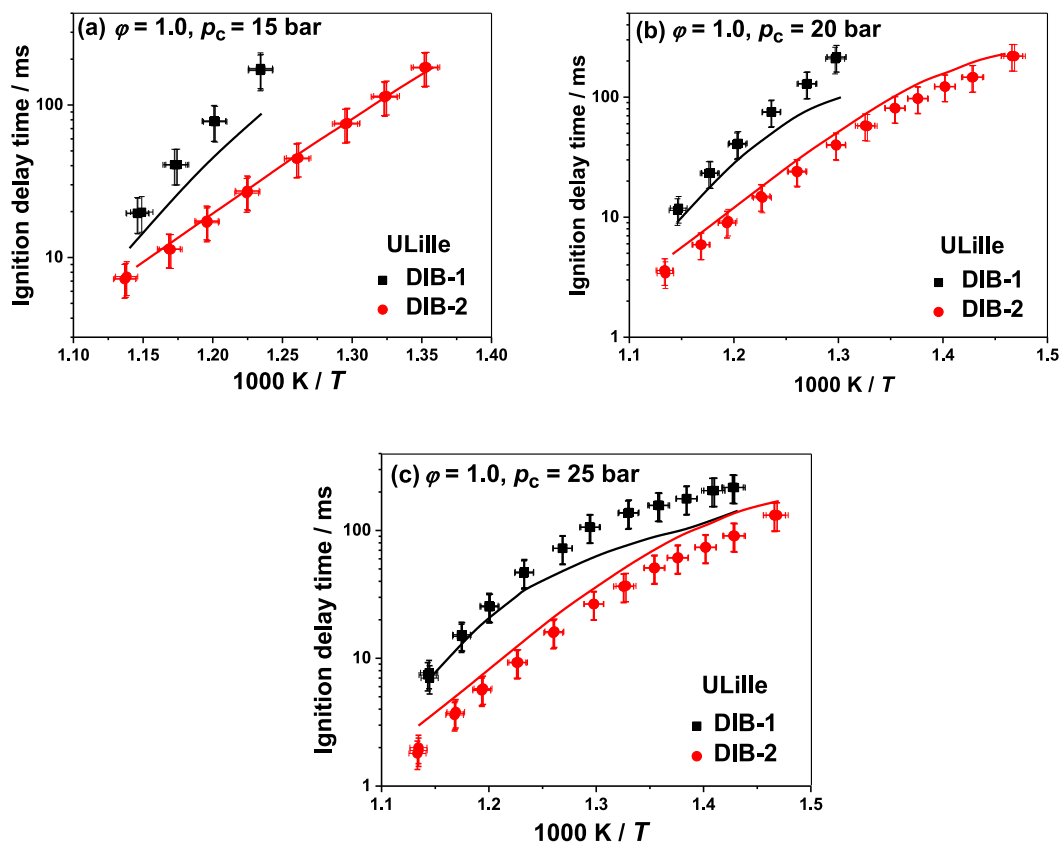 (a) φ = 1.0, pc = 15 bar
Ignition delay time / ms
100
10
ULille
DIB-1
DIB-2
1.10 1.15 1.20 1.25 1.30 1.35 1.40
1000 K / T
(b) φ = 1.0, pc = 20 bar
Ignition delay time / ms
100
10
1
ULille
DIB-1
DIB-2
1.1 1.2 1.3 1.4 1.5
1000 K / T
(c) φ = 1.0, pc = 25 bar
Ignition delay time / ms
100
10
1
ULille
DIB-1
DIB-2
1.1 1.2 1.3 1.4 1.5
1000 K / T